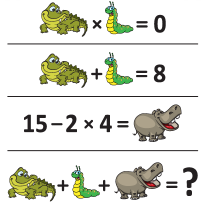 × = 0
+ = 8
15 – 2 × 4 =
+ + = ?